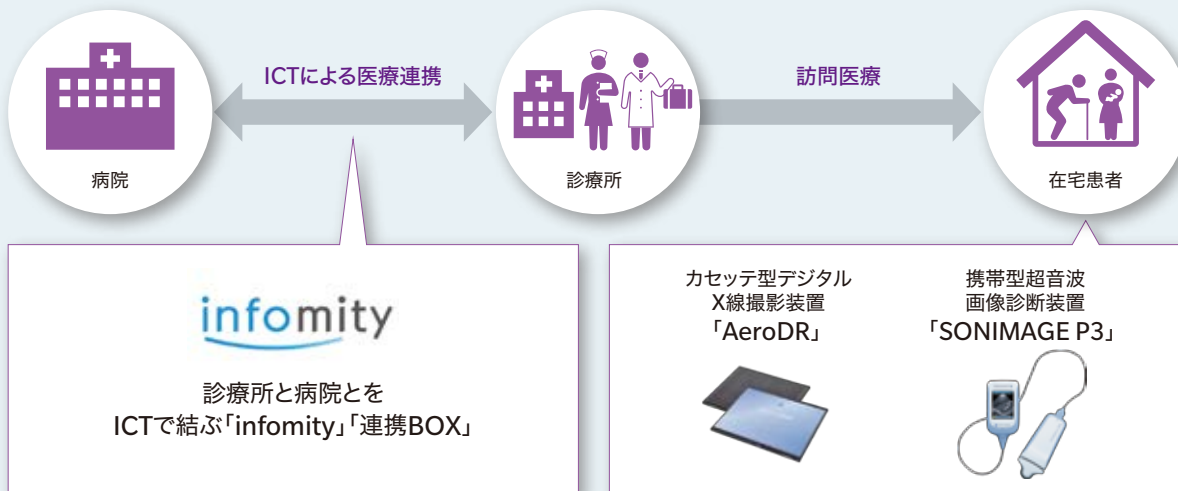 ICTによる医療連携
訪問医療
病院
診療所
在宅患者
infomity
診療所と病院とを
ICTで結ぶ「infomity」「連携BOX」
カセッテ型デジタル
X線撮影装置
「AeroDR」
携帯型超音波
画像診断装置
「SONIMAGE P3」